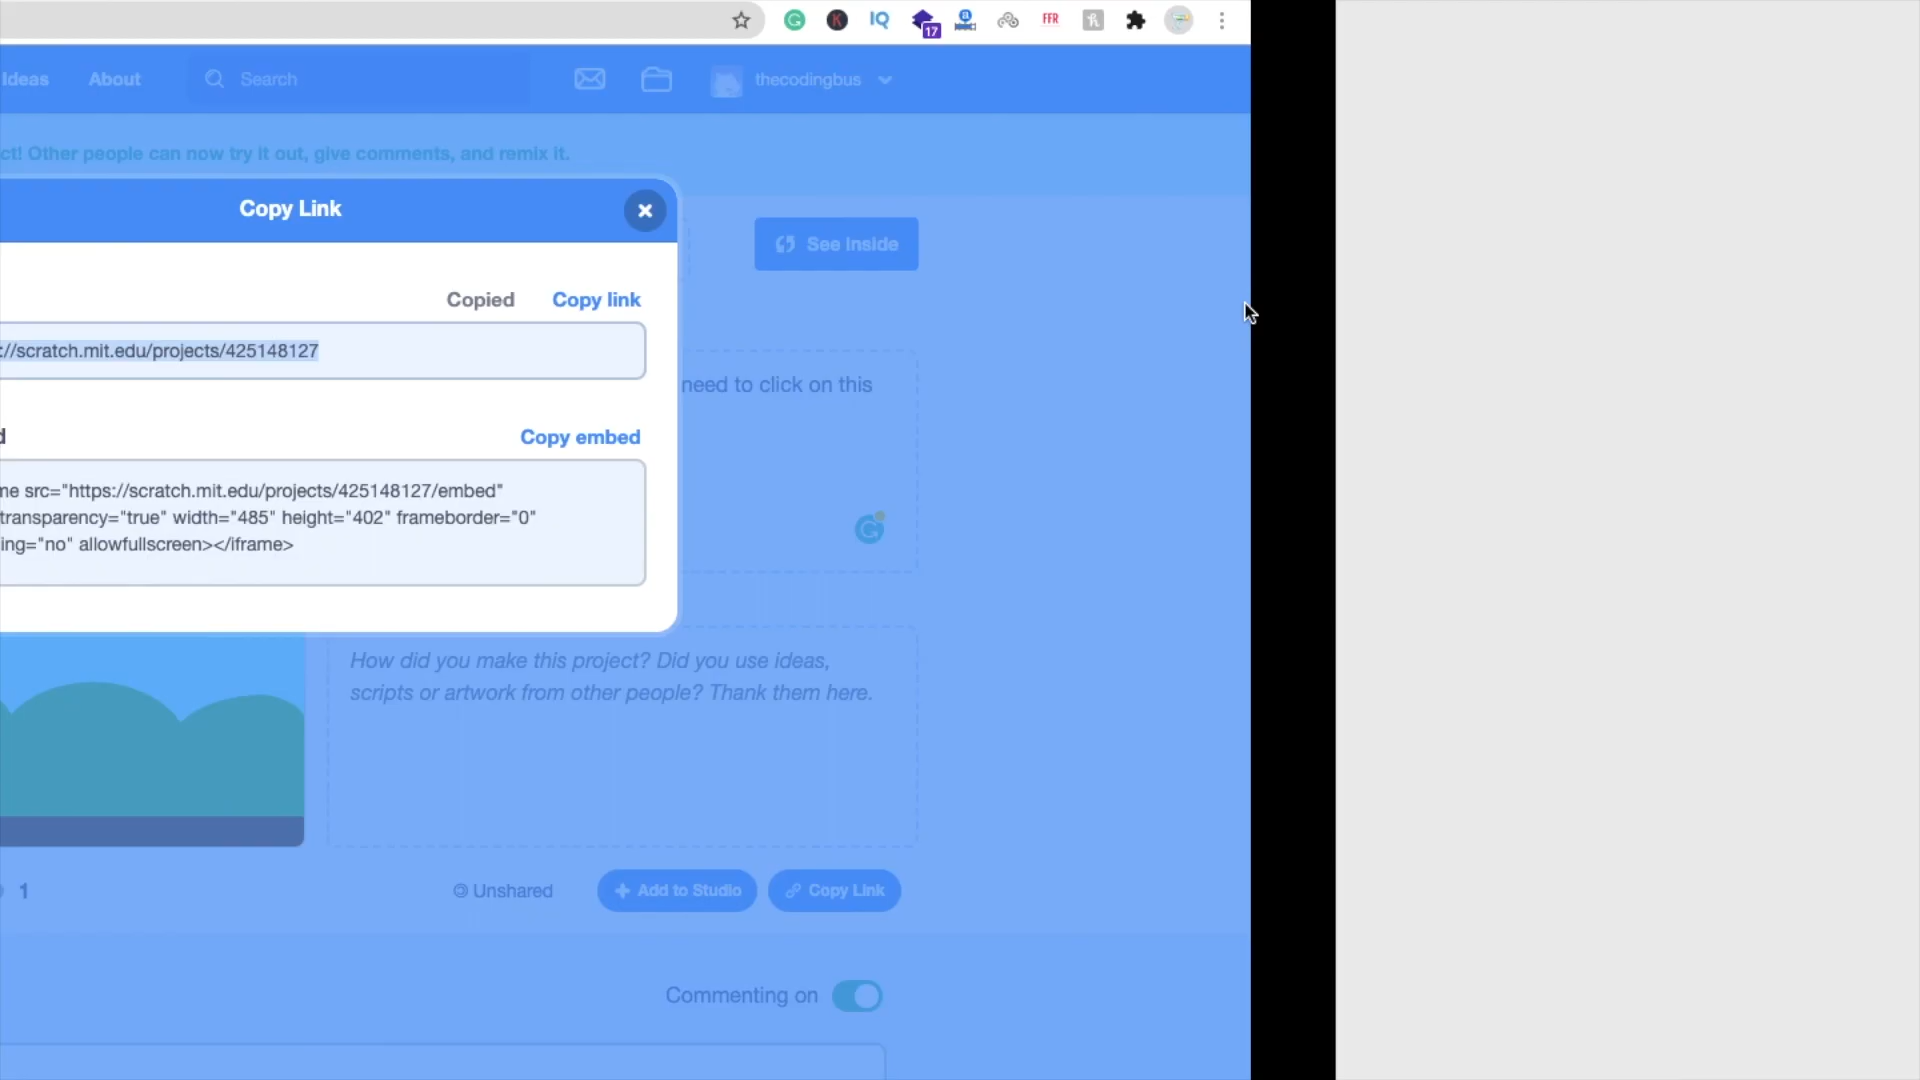 IQ
17
a
FFR
Ideas
About
Search
thecodingbus
ct! Other people can now try it out, give comments, and remix it.
Copy Link
See inside
Copied
Copy link
://scratch.mit.edu/projects/425148127
need to click on this
d
Copy embed
me src="https://scratch.mit.edu/projects/425148127/embed"
transparency="true" width="485" height="402" frameborder="0"
ing="no" allowfullscreen></iframe>
How did you make this project? Did you use ideas,
scripts or artwork from other people? Thank them here.
1
Unshared
Add to Studio
Copy Link
Commenting on